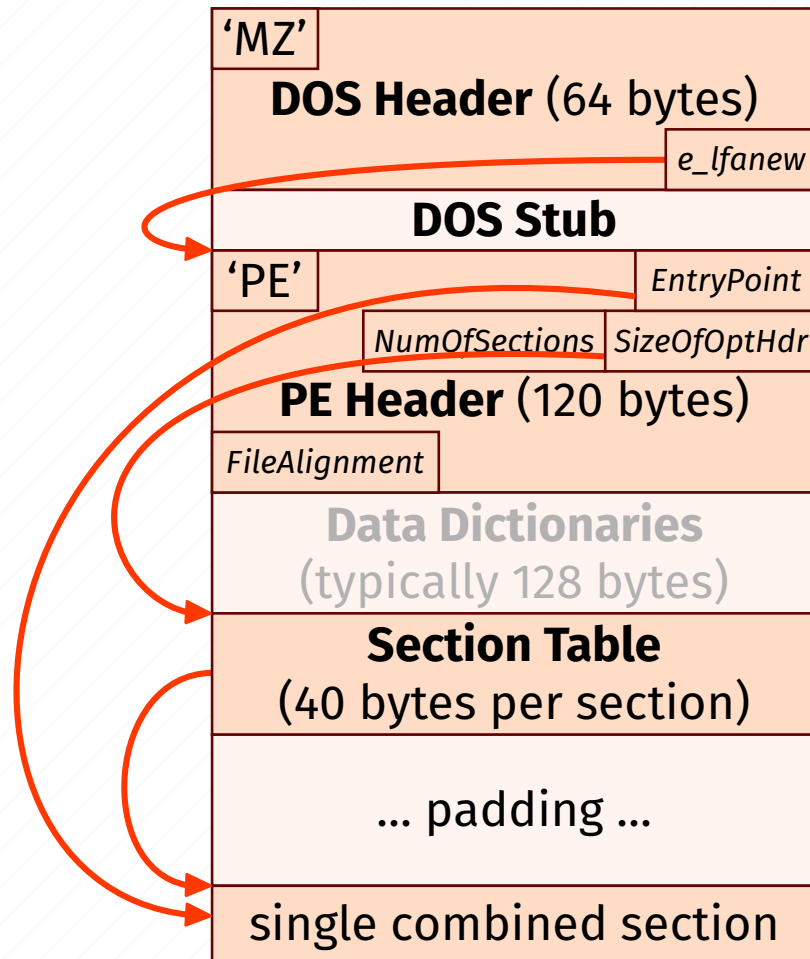 ‘MZ’
DOS Header (64 bytes)
e_lfanew
DOS Stub
‘PE’
EntryPoint
NumOfSections
SizeOfOptHdr
PE Header (120 bytes)
FileAlignment
Data Dictionaries
(typically 128 bytes)
Section Table
(40 bytes per section)
... padding ...
single combined section